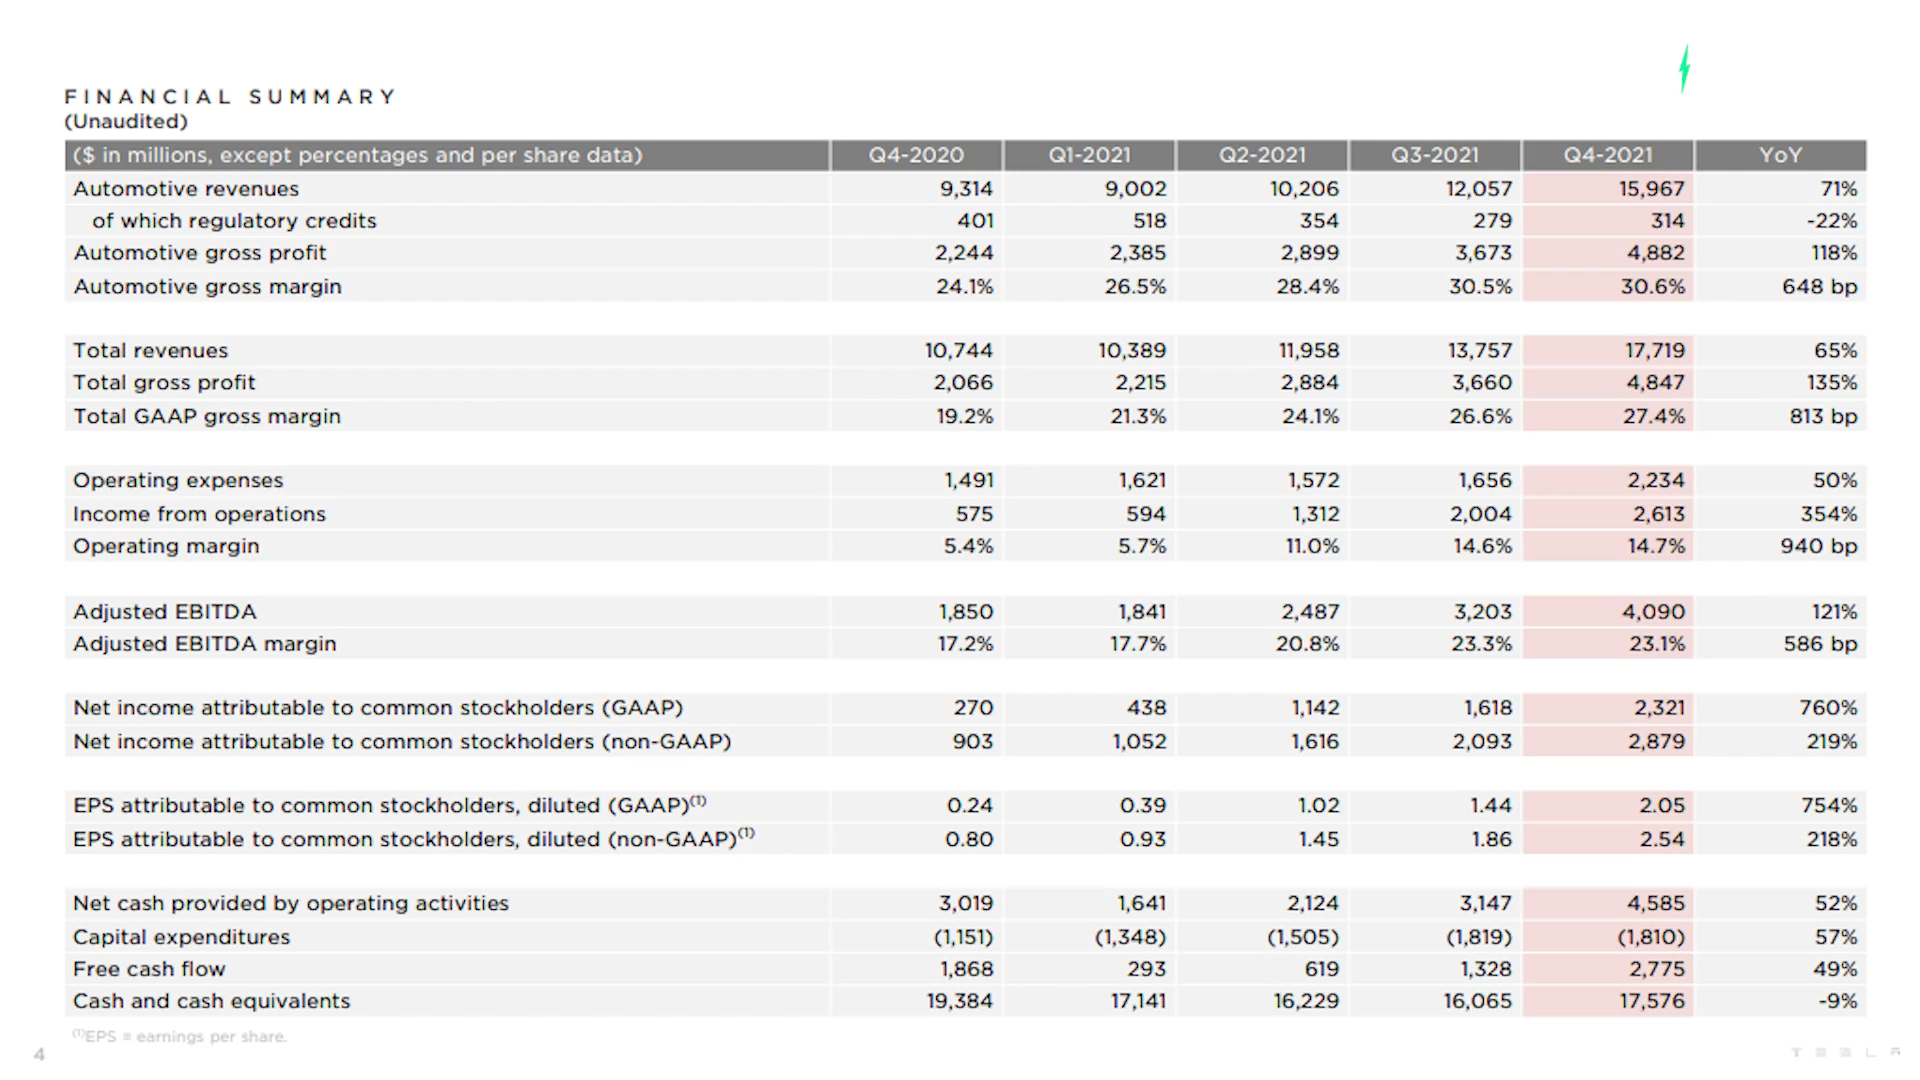 FINANCIAL SUMMARY
(Unaudited)
($ in millions, except percentages and per share data) Q4-2020 Q1-2021 Q2-2021 Q3-2021 Q4-2021 YoY
Automotive revenues 9,314 9,002 10,206 12,057 15,967 71%
of which regulatory credits 401 518 354 279 314 -22%
Automotive gross profit 2,244 2,385 2,899 3,673 4,882 118%
Automotive gross margin 24.1% 26.5% 28.4% 30.5% 30.6% 648 bp
Total revenues 10,744 10,389 11,958 13,757 17,719 65%
Total gross profit 2,066 2,215 2,884 3,660 4,847 135%
Total GAAP gross margin 19.2% 21.3% 24.1% 26.6% 27.4% 813 bp
Operating expenses 1,491 1,621 1,572 1,656 2,234 50%
Income from operations 575 594 1,312 2,004 2,613 354%
Operating margin 5.4% 5.7% 11.0% 14.6% 14.7% 940 bp
Adjusted EBITDA 1,850 1,841 2,487 3,203 4,090 121%
Adjusted EBITDA margin 17.2% 17.7% 20.8% 23.3% 23.1% 586 bp
Net income attributable to common stockholders (GAAP) 270 438 1,142 1,618 2,321 760%
Net income attributable to common stockholders (non-GAAP) 903 1,052 1,616 2,093 2,879 219%
EPS attributable to common stockholders, diluted (GAAP)(1) 0.24 0.39 1.02 1.44 2.05 754%
EPS attributable to common stockholders, diluted (non-GAAP)(1) 0.80 0.93 1.45 1.86 2.54 218%
Net cash provided by operating activities 3,019 1,641 2,124 3,147 4,585 52%
Capital expenditures (1,151) (1,348) (1,505) (1,819) (1,810) 57%
Free cash flow 1,868 293 619 1,328 2,775 49%
Cash and cash equivalents 19,384 17,141 16,229 16,065 17,576 -9%
(1)EPS = earnings per share.
4
TESLA